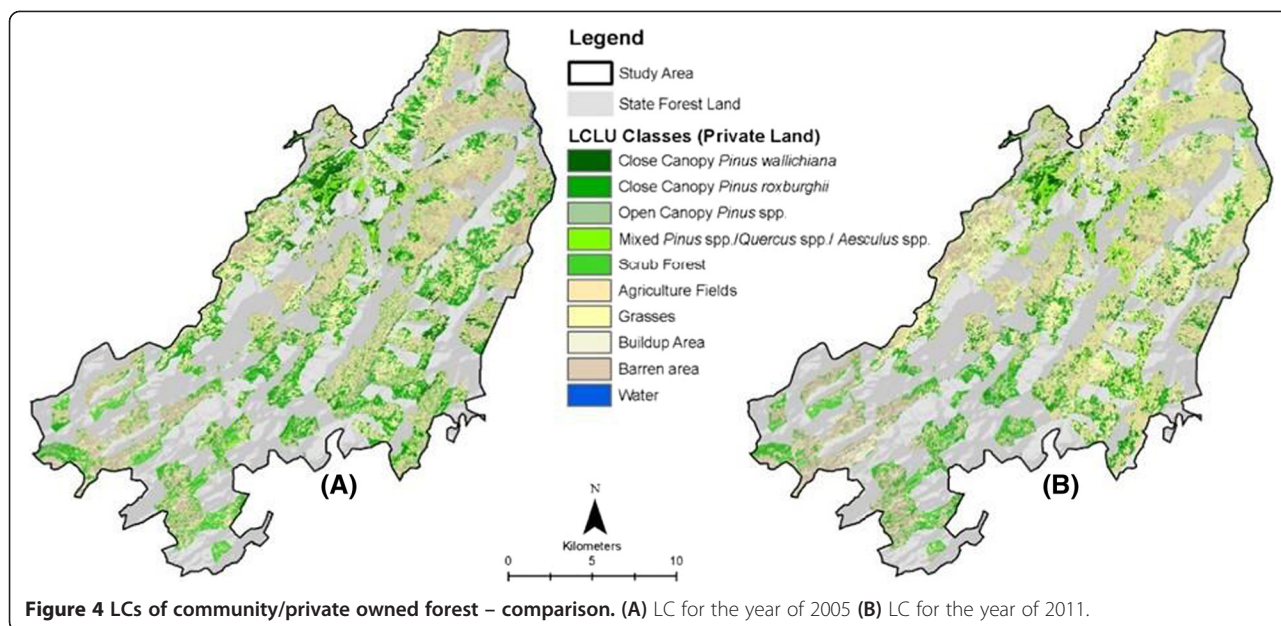 Legend
Study Area
State Forest Land
LCLU Classes (Private Land)
Close Canopy Pinus wallichiana
Close Canopy Pinus roxburghii
Open Canopy Pinus spp.
Mixed Pinus spp./Quercus spp./ Aesculus spp.
Scrub Forest
Agriculture Fields
Grasses
Buildup Area
Barren area
Water
(A)
(B)
N
Kilometers
0 5 10
Figure 4 LCs of community/private owned forest – comparison. (A) LC for the year of 2005 (B) LC for the year of 2011.